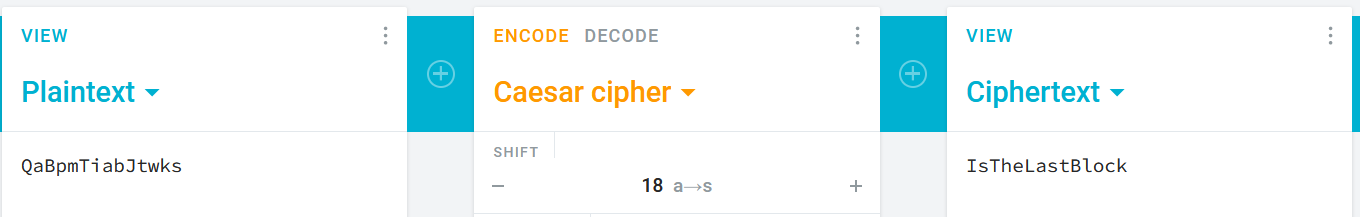 VIEW
Plaintext
QaBpmTiabJtwks
ENCODE DECODE
Caesar cipher
SHIFT
− 18 a→s +
VIEW
Ciphertext
IsTheLastBlock